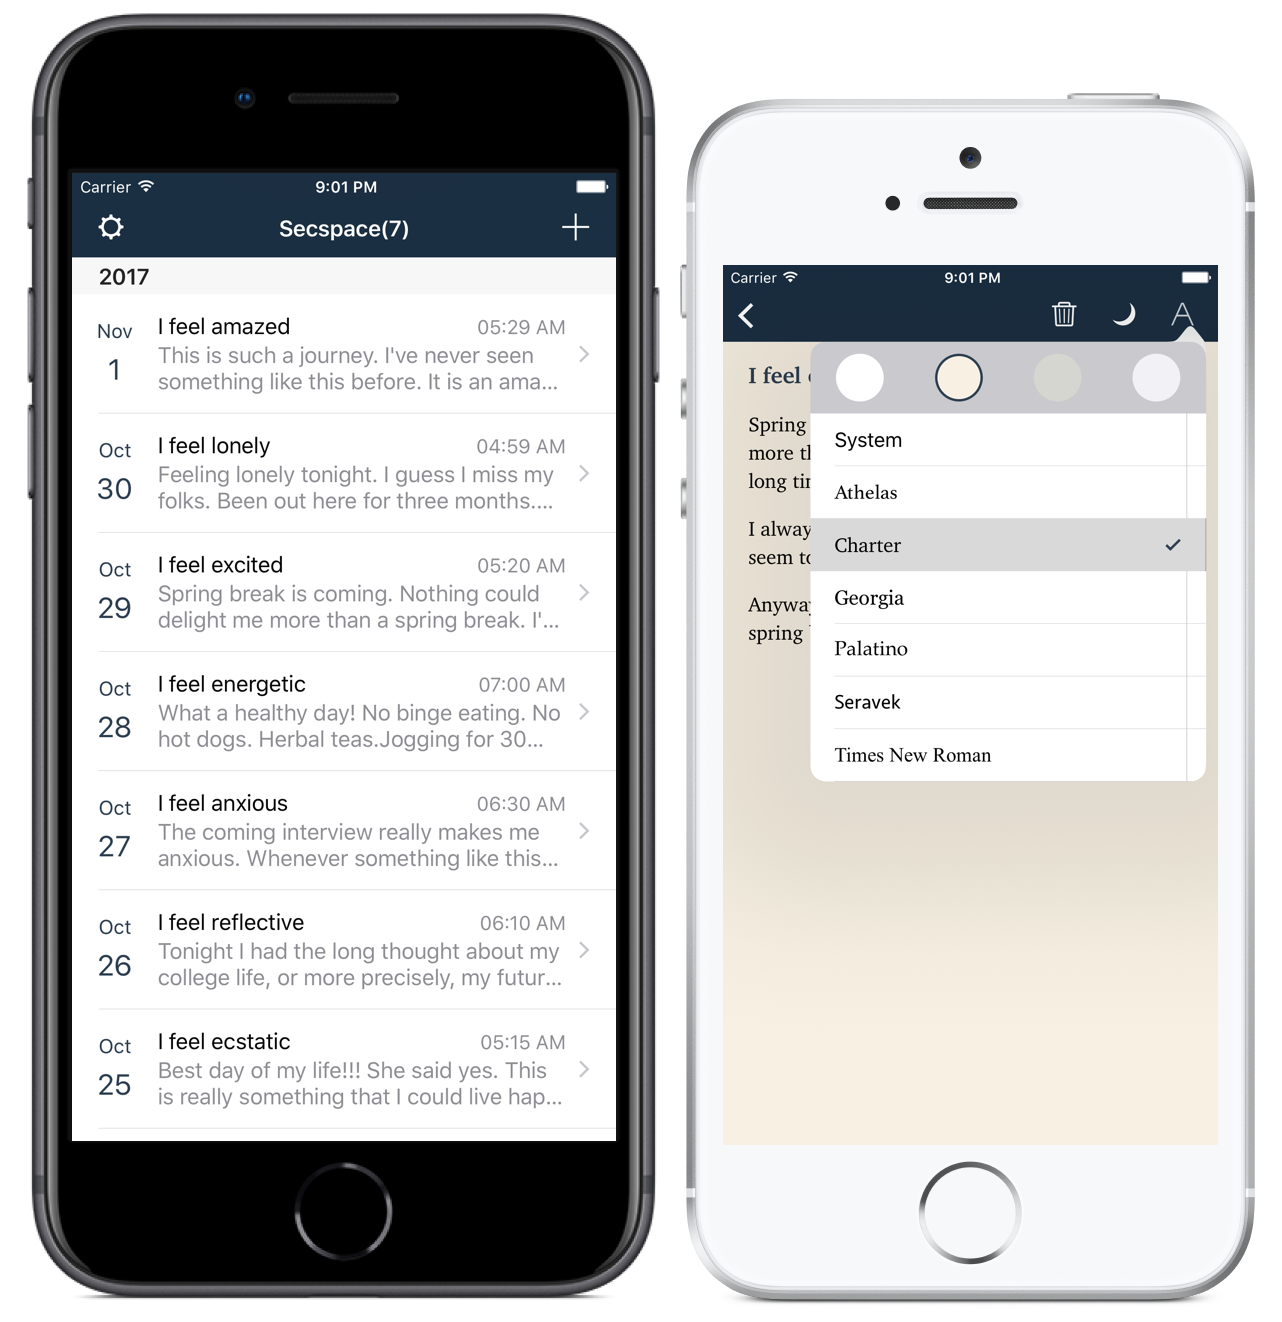 Carrier 9:01 PM
Secspace(7)
2017
Nov 1
I feel amazed 05:29 AM
This is such a journey. I've never seen
something like this before. It is an ama...
Oct 30
I feel lonely 04:59 AM
Feeling lonely tonight. I guess I miss my
folks. Been out here for three months....
Oct 29
I feel excited 05:20 AM
Spring break is coming. Nothing could
delight me more than a spring break. I'...
Oct 28
I feel energetic 07:00 AM
What a healthy day! No binge eating. No
hot dogs. Herbal teas.Jogging for 30...
Oct 27
I feel anxious 06:30 AM
The coming interview really makes me
anxious. Whenever something like this...
Oct 26
I feel reflective 06:10 AM
Tonight I had the long thought about my
college life, or more precisely, my futur...
Oct 25
I feel ecstatic 05:15 AM
Best day of my life!!! She said yes. This
is really something that I could live hap...
Carrier 9:01 PM
A
I feel
Spring
more
long
I
seem
spring
System
Athelas
Charter
Georgia
Palatino
Seravek
Times New Roman